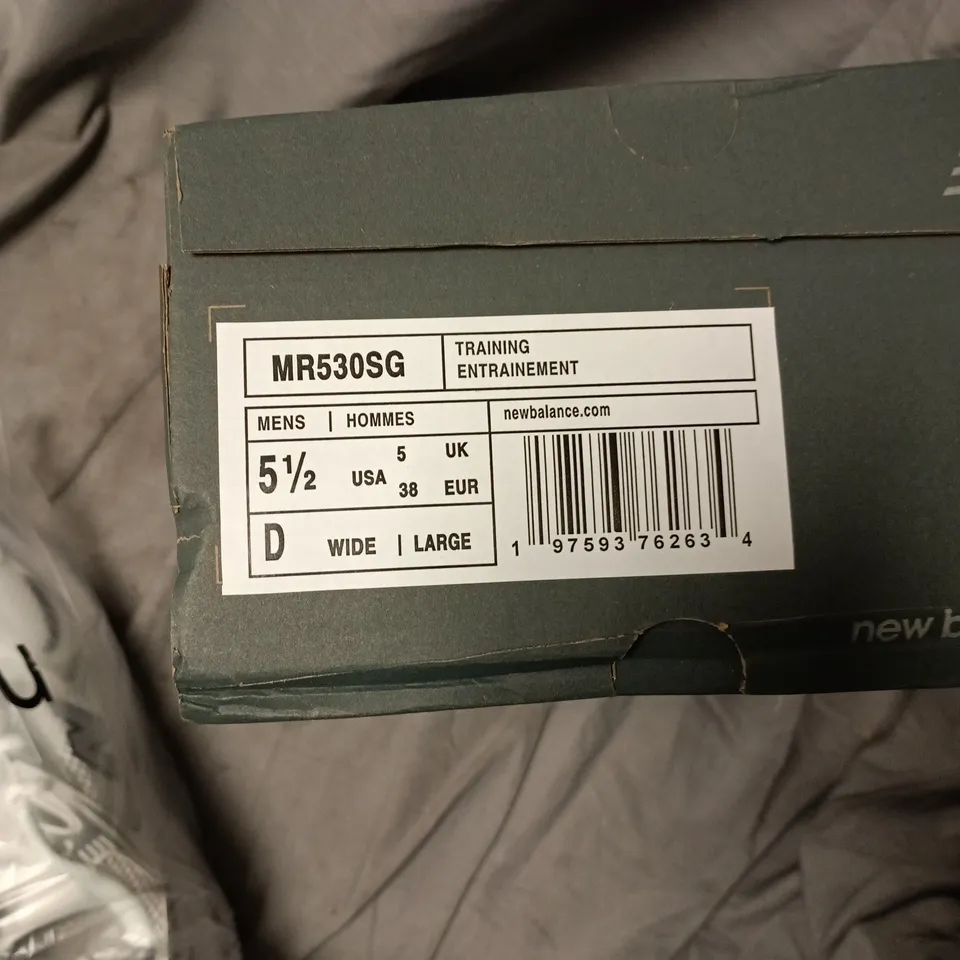 MR530SG
TRAINING
ENTRAINEMENT
MENS | HOMMES
newbalance.com
5½ USA 5 UK
38 EUR
D WIDE | LARGE
1 97593 76263 4
new b
n